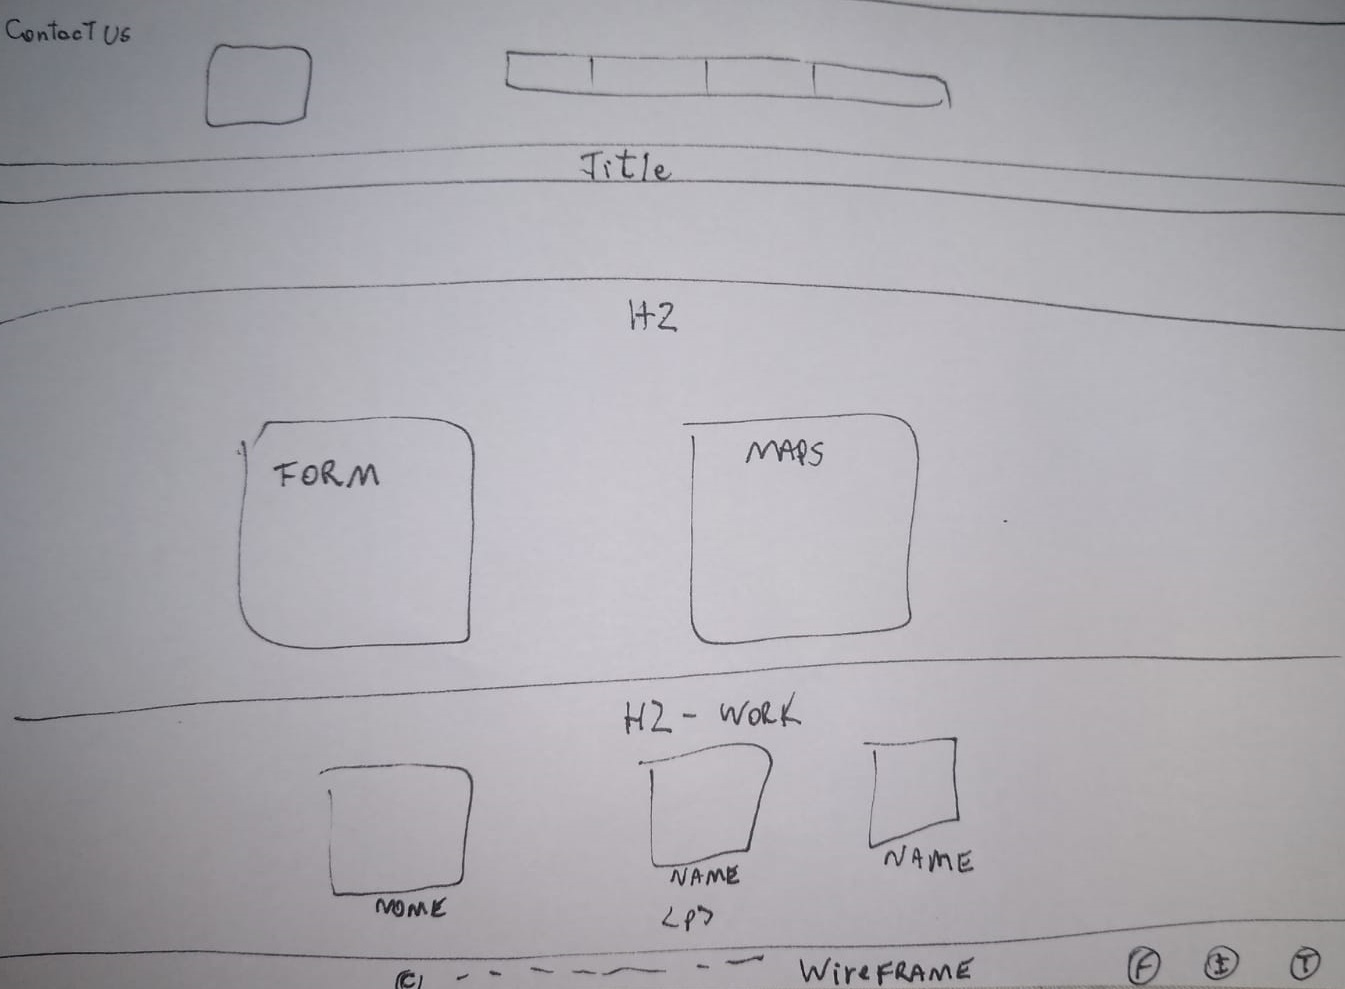 Contact Us
Title
H2
FORM
MAPS
H2 - WORK
NAME
NAME
NOME
<p>
© - - - - - - - WireFRAME F I T